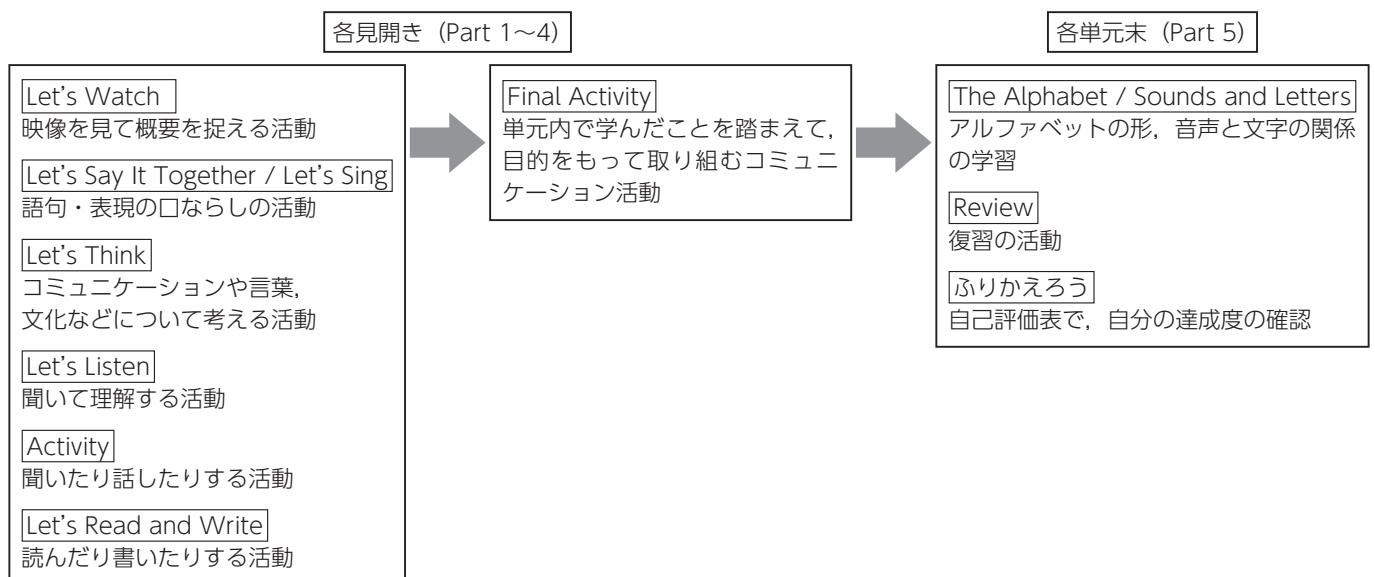 各見開き（Part 1～4）
Let's Watch
映像を見て概要を捉える活動
Let's Say It Together / Let's Sing
語句・表現の口ならしの活動
Let's Think
コミュニケーションや言葉，
文化などについて考える活動
Let's Listen
聞いて理解する活動
Activity
聞いたり話したりする活動
Let's Read and Write
読んだり書いたりする活動
Final Activity
単元内で学んだことを踏まえて，
目的をもって取り組むコミュニ
ケーション活動
各単元末（Part 5）
The Alphabet / Sounds and Letters
アルファベットの形，音声と文字の関係
の学習
Review
復習の活動
ふりかえろう
自己評価表で，自分の達成度の確認